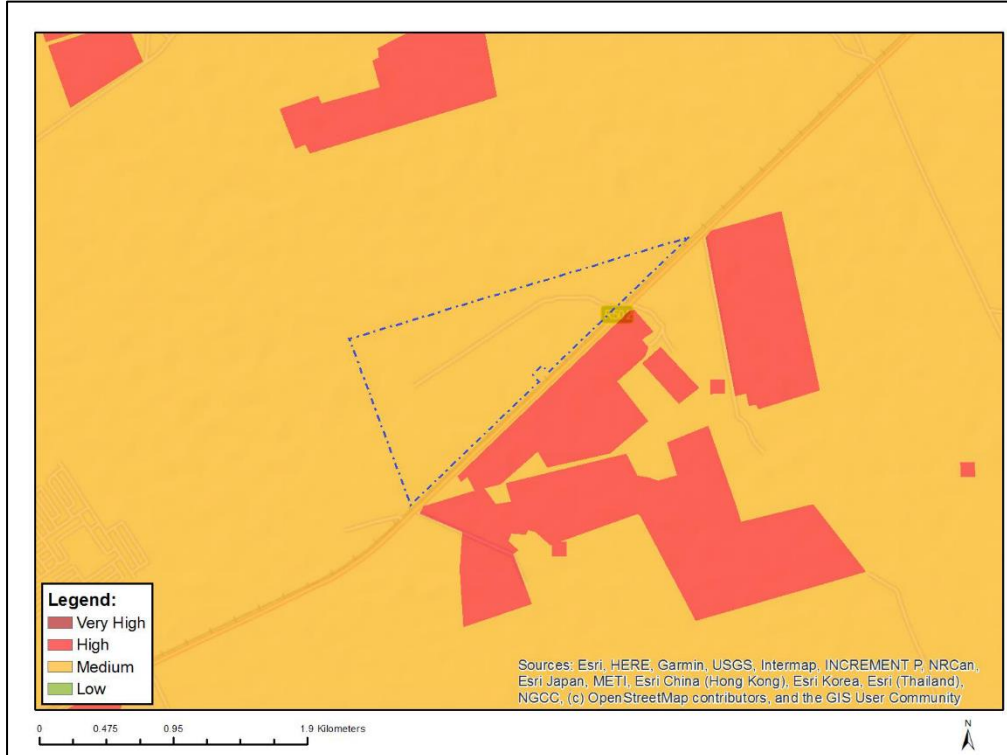 Legend:
Very High
High
Medium
Low
Sources: Esri, HERE, Garmin, USGS, Intermap, INCREMENT P, NRCan,
Esri Japan, METI, Esri China (Hong Kong), Esri Korea, Esri (Thailand),
NGCC, (c) OpenStreetMap contributors, and the GIS User Community
0 0.475 0.95 1.9 Kilometers
N